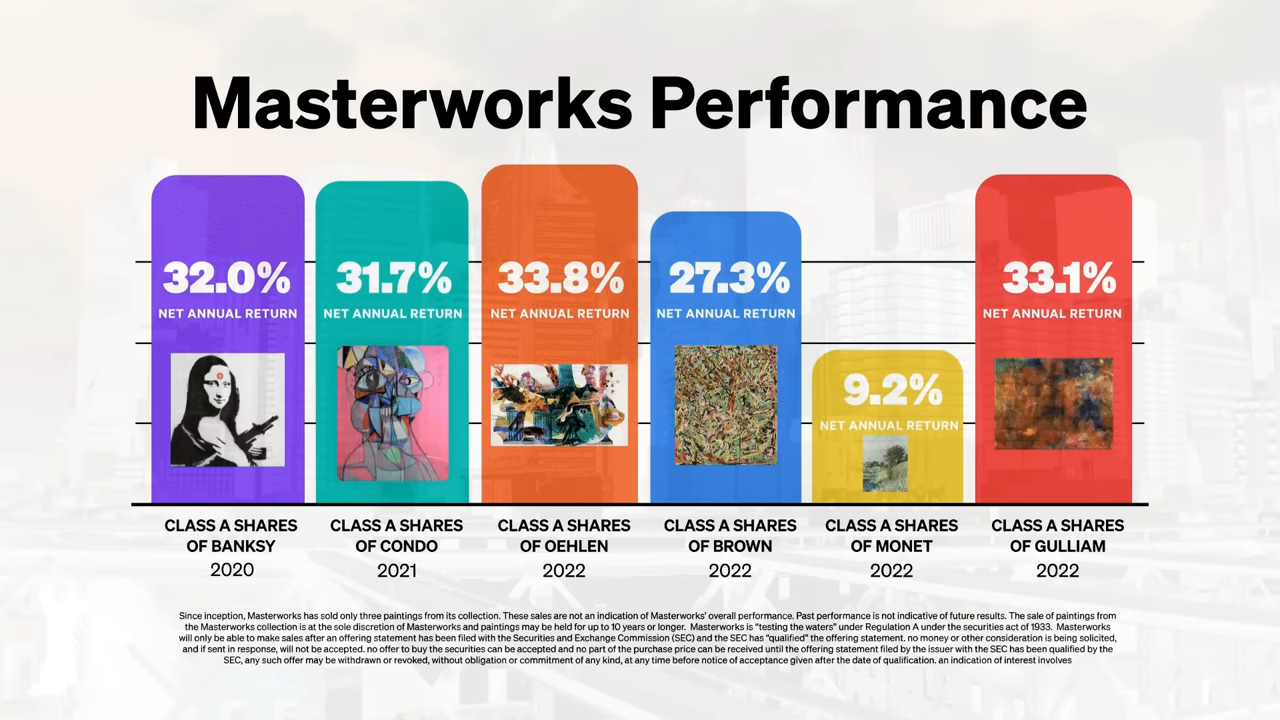 Masterworks Performance
32.0%
NET ANNUAL RETURN
31.7%
NET ANNUAL RETURN
33.8%
NET ANNUAL RETURN
27.3%
NET ANNUAL RETURN
9.2%
NET ANNUAL RETURN
33.1%
NET ANNUAL RETURN
CLASS A SHARES
OF BANKSY
2020
CLASS A SHARES
OF CONDO
2021
CLASS A SHARES
OF OEHLEN
2022
CLASS A SHARES
OF BROWN
2022
CLASS A SHARES
OF MONET
2022
CLASS A SHARES
OF GULLIAM
2022
Since inception, Masterworks has sold only three paintings from its collection. These sales are not an indication of Masterworks' overall performance. Past performance is not indicative of future results. The sale of paintings from
the Masterworks collection is at the sole discretion of Masterworks and paintings may be held for up to 10 years or longer. Masterworks is "testing the waters" under Regulation A under the securities act of 1933. Masterworks
will only be able to make sales after an offering statement has been filed with the Securities and Exchange Commission (SEC) and the SEC has "qualified" the offering statement. no money or other consideration is being solicited,
and if sent in response, will not be accepted. no offer to buy the securities can be accepted and no part of the purchase price can be received until the offering statement filed by the issuer with the SEC has been qualified by the
SEC, any such offer may be withdrawn or revoked, without obligation or commitment of any kind, at any time before notice of acceptance given after the date of qualification. an indication of interest involves